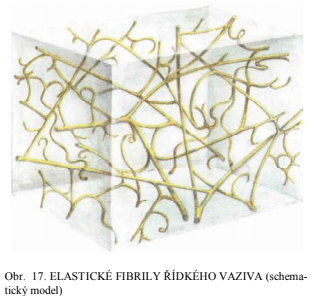 Obr. 17. ELASTICKÉ FIBRILY ŘÍDKÉHO VAZIVA (schema-
tický model)